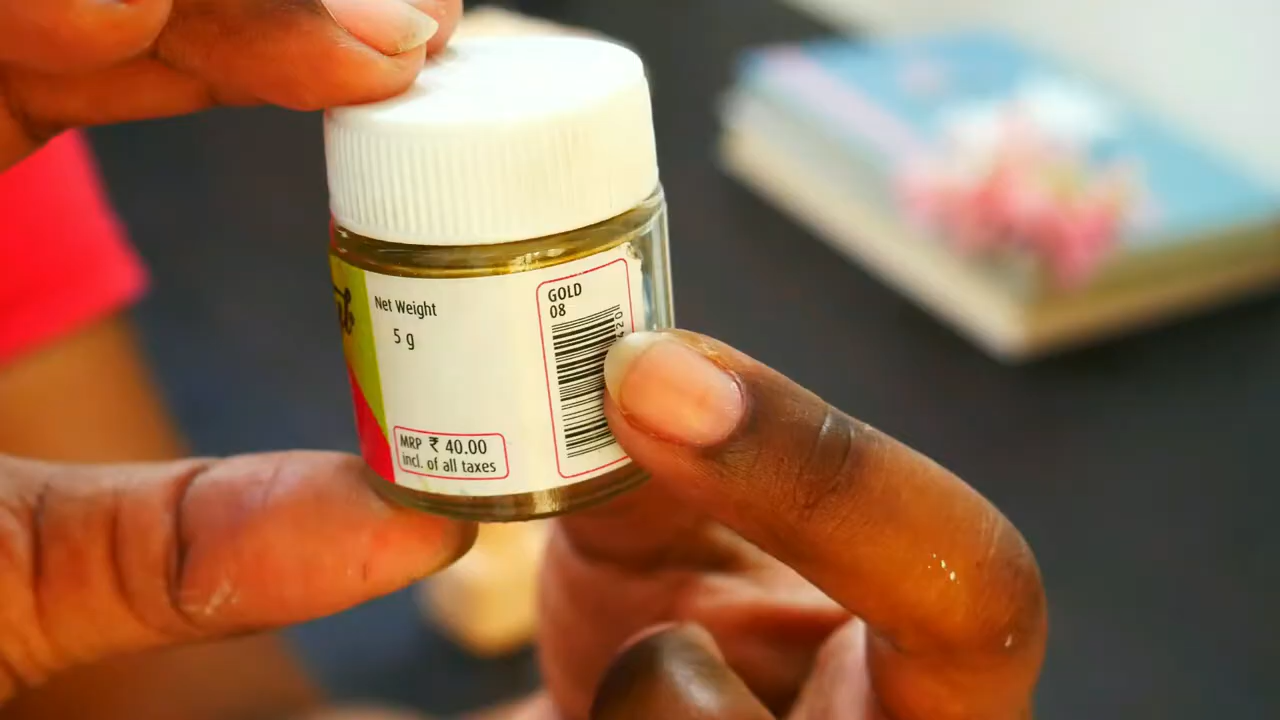 Net Weight
5 g
GOLD
08
MRP ₹ 40.00
incl. of all taxes